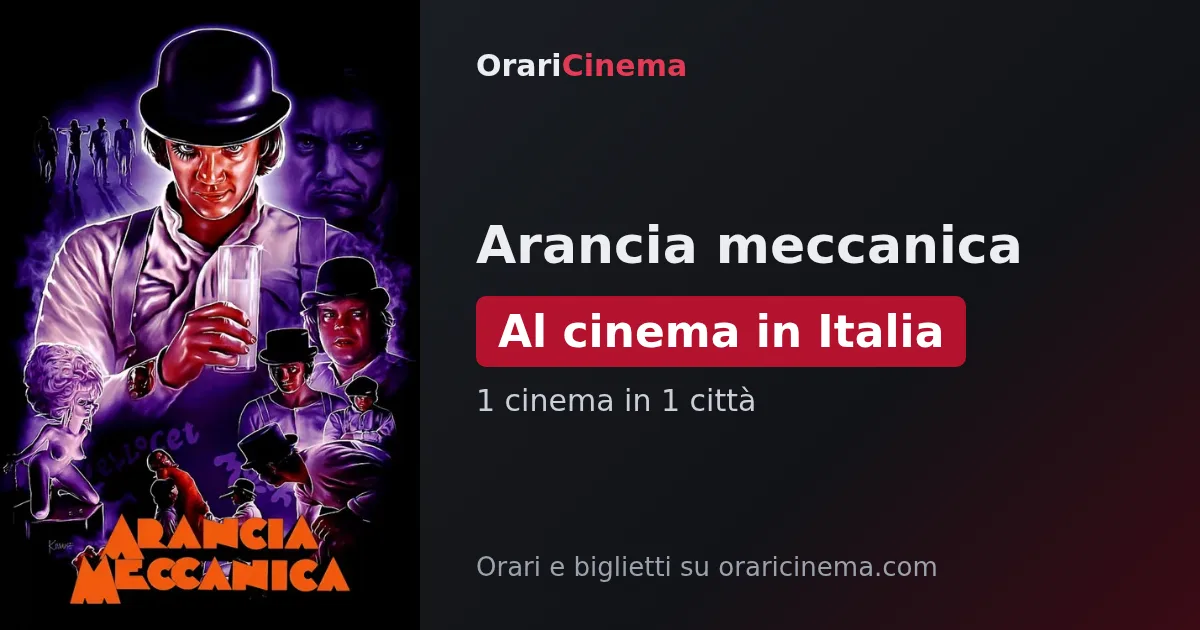 OrariCinema
Arancia meccanica
Al cinema in Italia
1 cinema in 1 città
Orari e biglietti su oraricinema.com
ARANCIA
MECCANICA